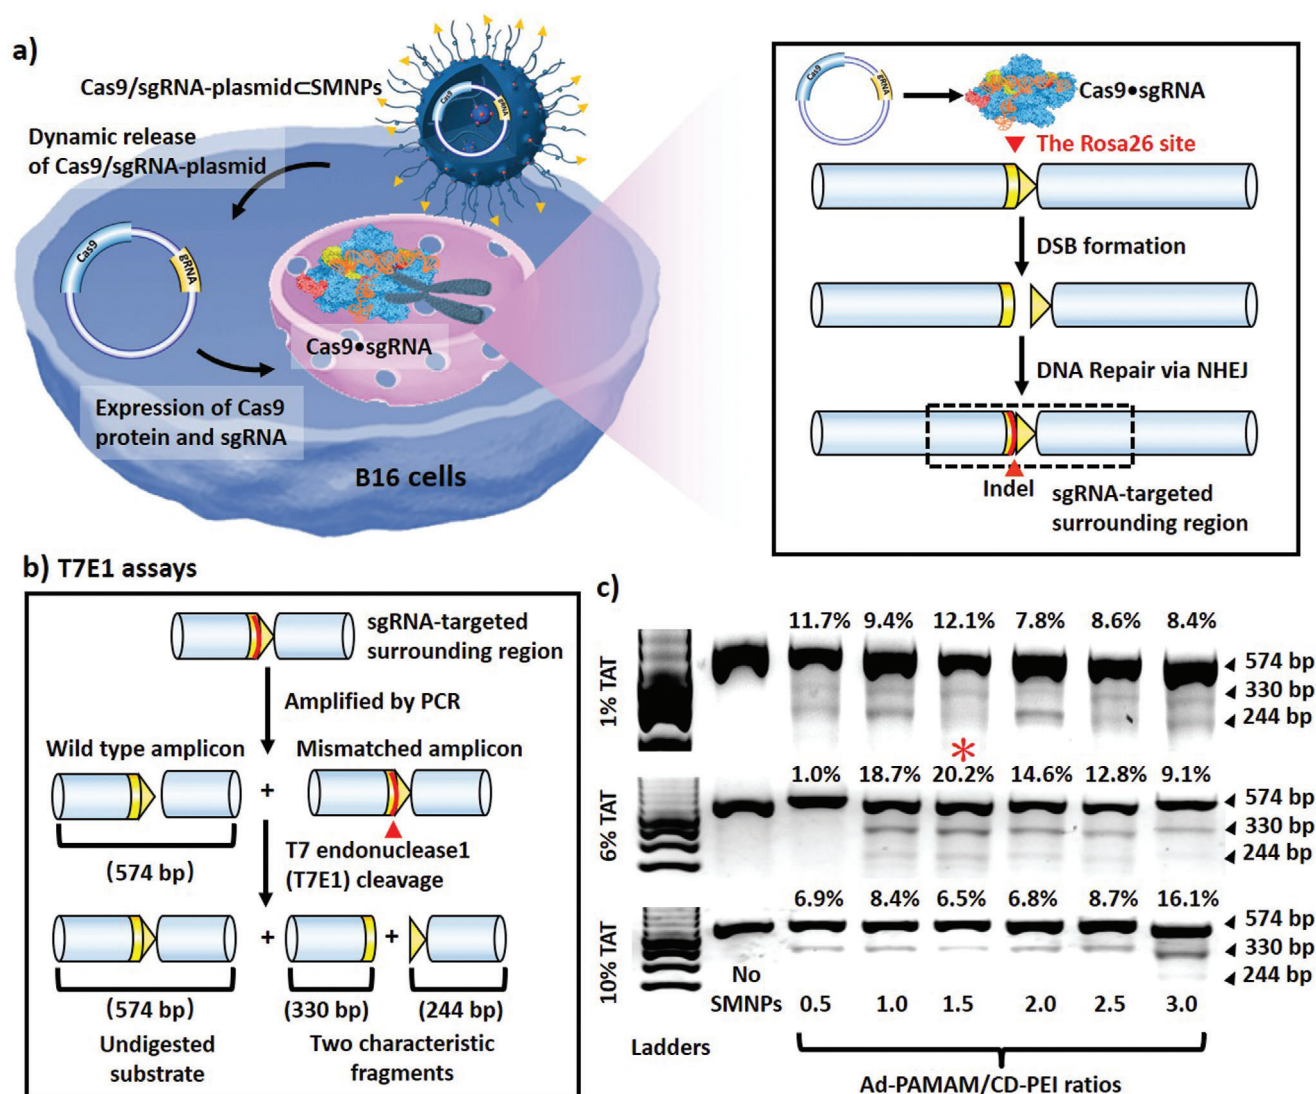 a)
Cas9/sgRNA-plasmid⊂SMNPs
Dynamic release
of Cas9/sgRNA-plasmid
Cas9
gRNA
Cas9
gRNA
Cas9•sgRNA
Expression of Cas9
protein and sgRNA
B16 cells
Cas9
gRNA
Cas9•sgRNA
The Rosa26 site
DSB formation
DNA Repair via NHEJ
Indel
sgRNA-targeted
surrounding region
b) T7E1 assays
sgRNA-targeted
surrounding region
Amplified by PCR
Wild type amplicon
Mismatched amplicon
+
(574 bp)
T7 endonuclease1
(T7E1) cleavage
+
+
(574 bp)
(330 bp)
(244 bp)
Undigested
substrate
Two characteristic
fragments
c)
11.7% 9.4% 12.1% 7.8% 8.6% 8.4%
1% TAT
574 bp
330 bp
244 bp
*
1.0% 18.7% 20.2% 14.6% 12.8% 9.1%
6% TAT
574 bp
330 bp
244 bp
6.9% 8.4% 6.5% 6.8% 8.7% 16.1%
10% TAT
574 bp
330 bp
244 bp
No
SMNPs
0.5 1.0 1.5 2.0 2.5 3.0
Ladders
Ad-PAMAM/CD-PEI ratios